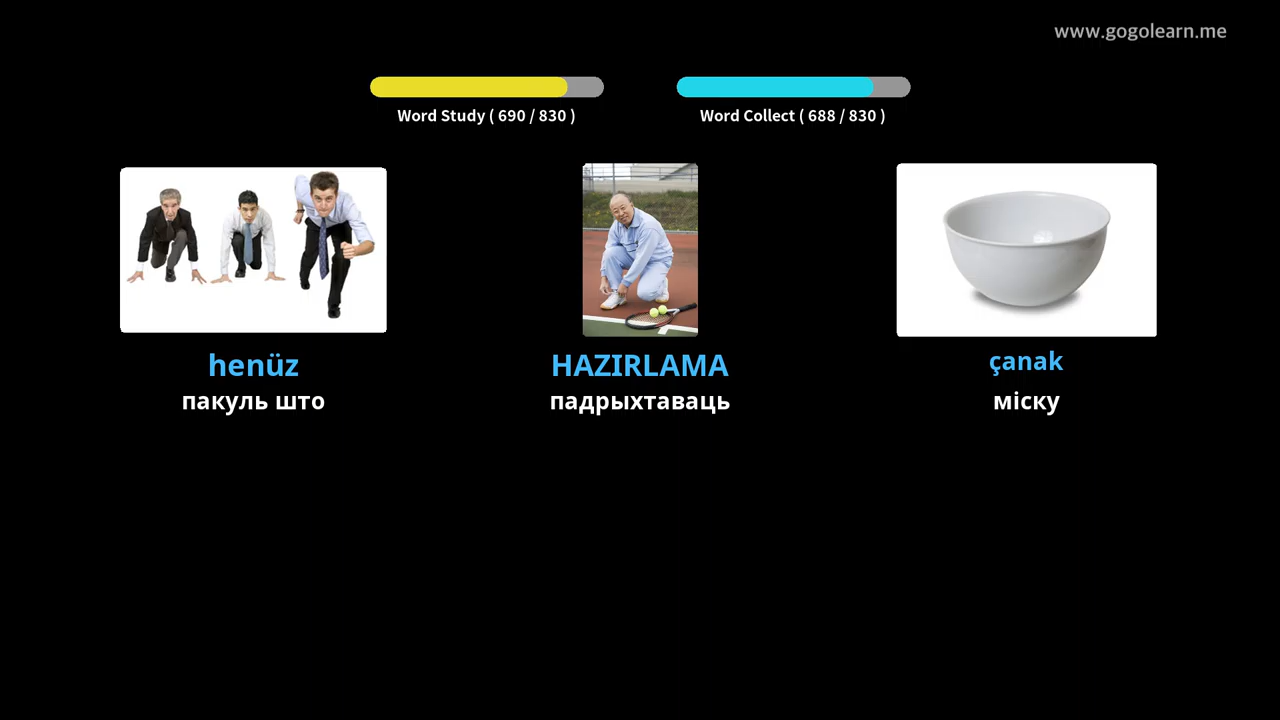 www.gogolearn.me
Word Study ( 690 / 830 )
Word Collect ( 688 / 830 )
henüz
HAZIRLAMA
çanak
пакуль што
падрыхтаваць
міску